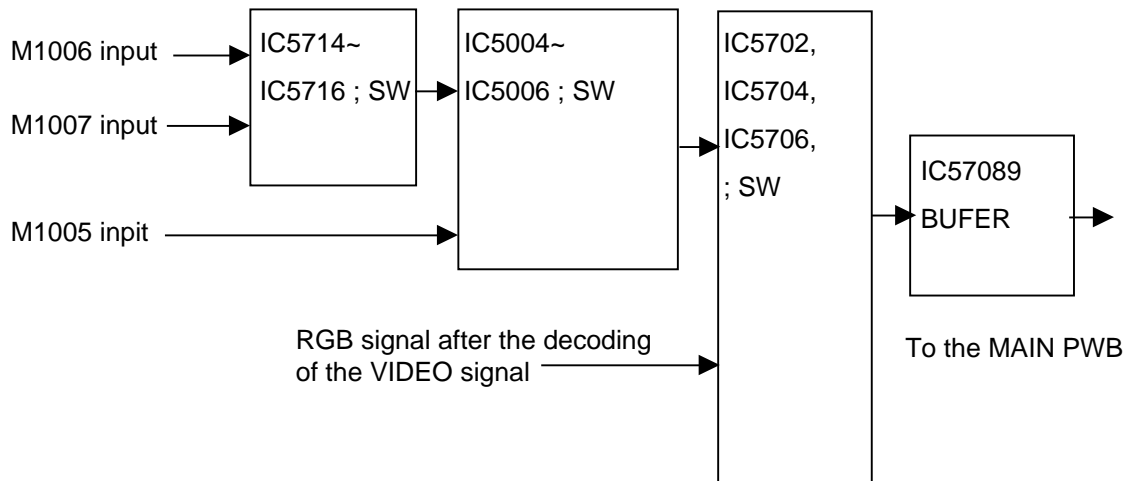 M1006 input
M1007 input
M1005 inpit
IC5714~
IC5716 ; SW
IC5004~
IC5006 ; SW
IC5702,
IC5704,
IC5706,
; SW
IC57089
BUFER
RGB signal after the decoding
of the VIDEO signal
To the MAIN PWB